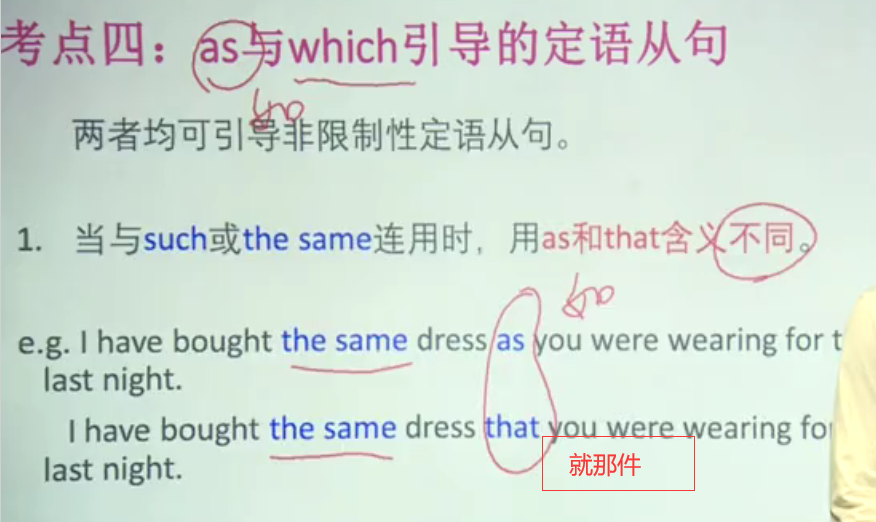 考点四：as与which引导的定语从句
如
两者均可引导非限制性定语从句。
1. 当与such或the same连用时，用as和that含义不同。
如
e.g. I have bought the same dress as you were wearing for t
last night.
I have bought the same dress that you were wearing for
last night.
就那件